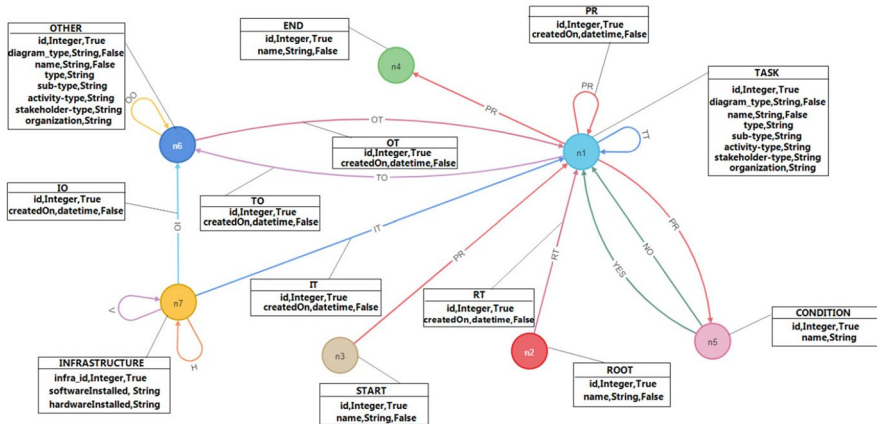 OTHER
id,Integer,True
diagram_type,String,False
name,String,False
type,String
sub-type,String
activity-type,String
stakeholder-type,String
organization,String
END
id,Integer,True
name,String,False
PR
id,Integer,True
createdOn,datetime,False
TASK
id,Integer,True
diagram_type,String,False
name,String,False
type,String
sub-type,String
activity-type,String
stakeholder-type,String
organization,String
n4
PR
PR
TT
OO
n6
OT
n1
OT
id,Integer,True
createdOn,datetime,False
TO
IO
id,Integer,True
createdOn,datetime,False
TO
id,Integer,True
createdOn,datetime,False
IO
IT
PR
RT
NO
YES
PR
IT
id,Integer,True
createdOn,datetime,False
RT
id,Integer,True
createdOn,datetime,False
n7
V
H
n3
n2
n5
CONDITION
id,Integer,True
name,String
INFRASTRUCTURE
infra_id,Integer,True
softwareInstalled, String
hardwareInstalled,String
START
id,Integer,True
name,String,False
ROOT
id,Integer,True
name,String,False